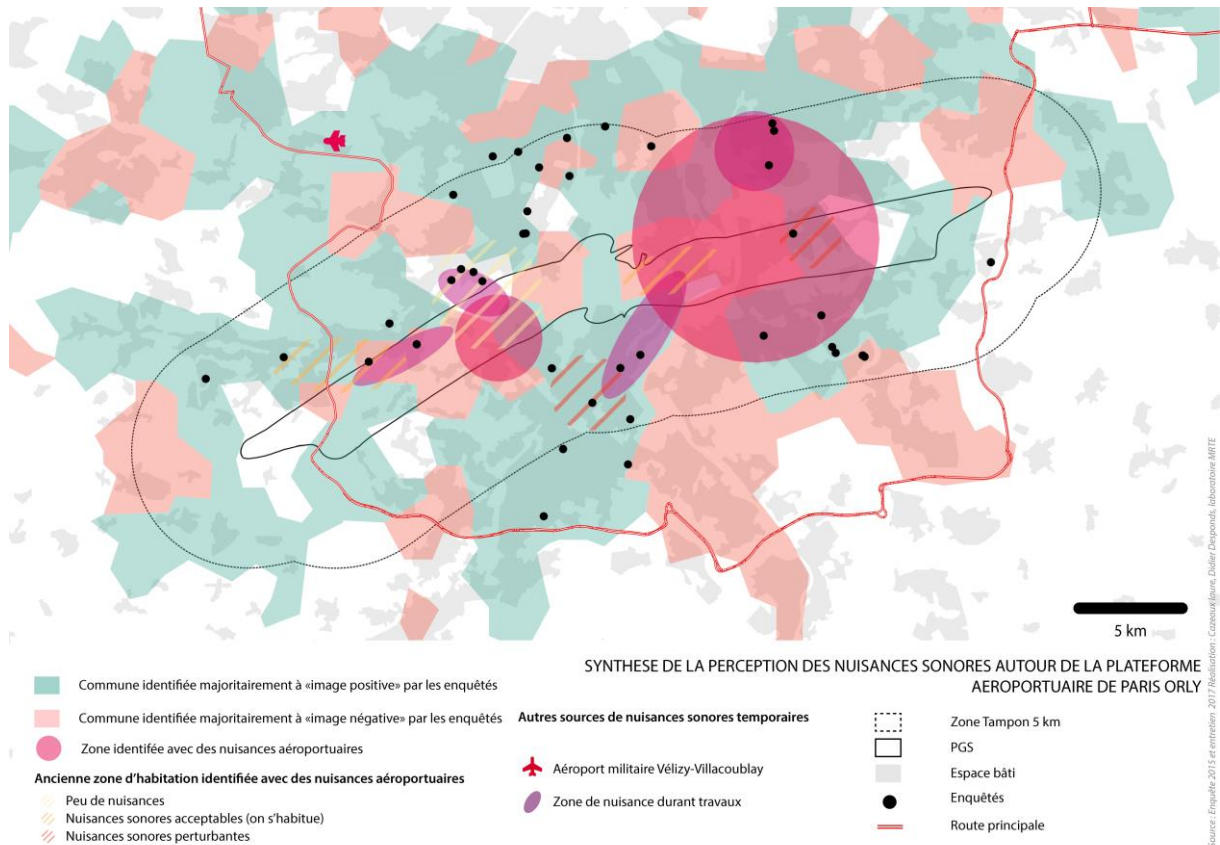 5 km
SYNTHESE DE LA PERCEPTION DES NUISANCES SONORES AUTOUR DE LA PLATEFORME
AEROPORTUAIRE DE PARIS ORLY
Commune identifiée majoritairement à «image positive» par les enquêtés
Commune identifiée majoritairement à «image négative» par les enquêtés
Zone identifée avec des nuisances aéroportuaires
Ancienne zone d'habitation identifiée avec des nuisances aéroportuaires
Peu de nuisances
Nuisances sonores acceptables (on s'habitue)
Nuisances sonores perturbantes
Autres sources de nuisances sonores temporaires
Aéroport militaire Vélizy-Villacoublay
Zone de nuisance durant travaux
Zone Tampon 5 km
PGS
Espace bâti
Enquêtés
Route principale
Source : Enquête 2015 et entretien 2017 Réalisation : Cazeaux laure, Didier Desponds, laboratoire MRTE